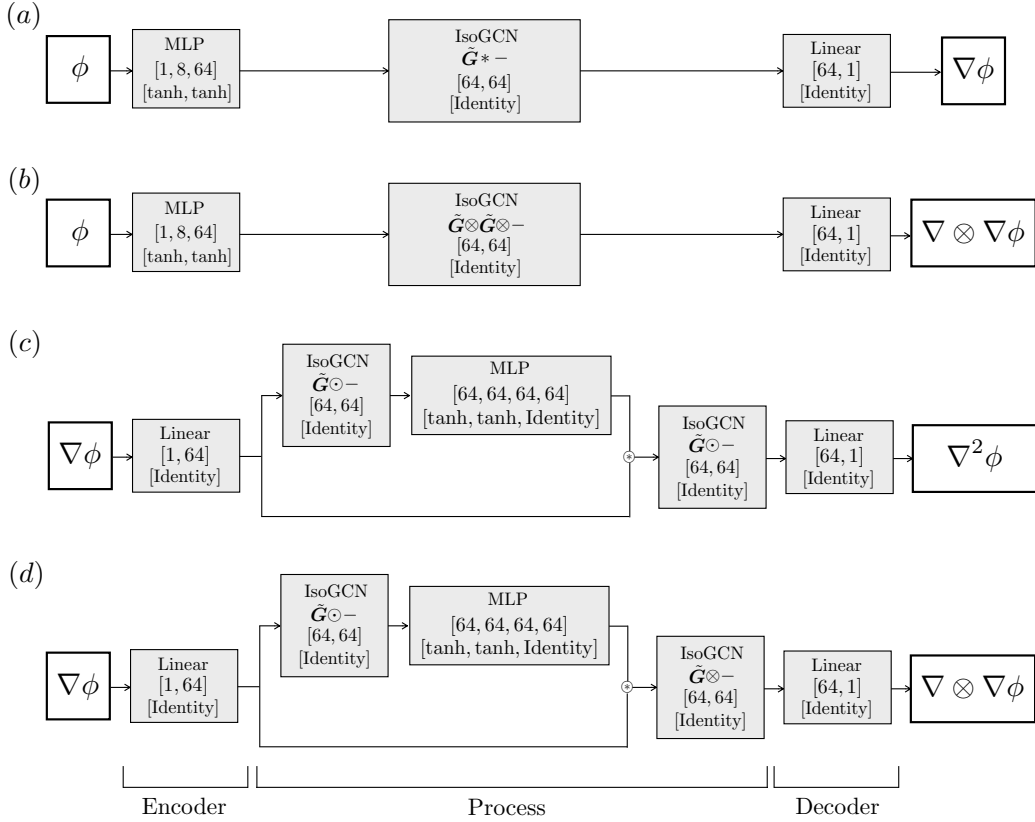 (a)
ϕ
MLP
[1, 8, 64]
[tanh, tanh]
IsoGCN
G̃ ∗ −
[64, 64]
[Identity]
Linear
[64, 1]
[Identity]
∇ϕ
(b)
ϕ
MLP
[1, 8, 64]
[tanh, tanh]
IsoGCN
G̃⊗G̃⊗−
[64, 64]
[Identity]
Linear
[64, 1]
[Identity]
∇ ⊗ ∇ϕ
(c)
∇ϕ
Linear
[1, 64]
[Identity]
IsoGCN
G̃⊙−
[64, 64]
[Identity]
MLP
[64, 64, 64, 64]
[tanh, tanh, Identity]
⊛
IsoGCN
G̃⊙−
[64, 64]
[Identity]
Linear
[64, 1]
[Identity]
∇²ϕ
(d)
∇ϕ
Linear
[1, 64]
[Identity]
IsoGCN
G̃⊙−
[64, 64]
[Identity]
MLP
[64, 64, 64, 64]
[tanh, tanh, Identity]
⊛
IsoGCN
G̃⊗−
[64, 64]
[Identity]
Linear
[64, 1]
[Identity]
∇ ⊗ ∇ϕ
Encoder
Process
Decoder